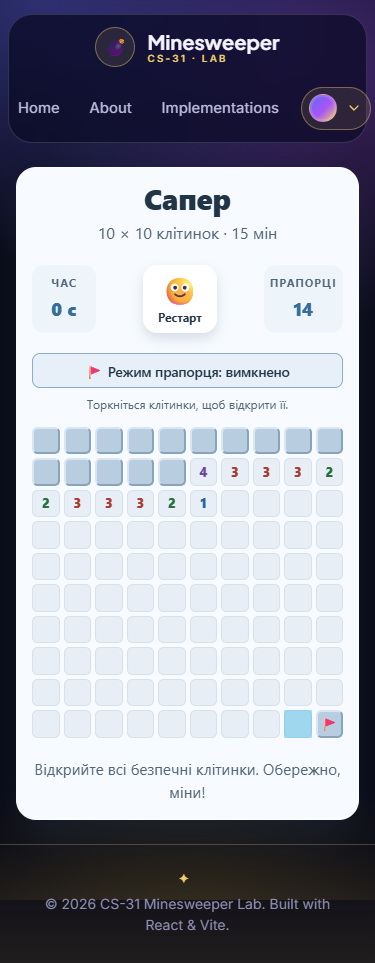 Minesweeper
CS-31 · LAB
Home About Implementations
Сапер
10 × 10 клітинок · 15 мін
ЧАС
0 с
Рестарт
ПРАПОРЦІ
14
Режим прапорця: вимкнено
Торкніться клітинки, щоб відкрити її.
4 3 3 3 2
2 3 3 3 2 1
Відкрийте всі безпечні клітинки. Обережно,
міни!
© 2026 CS-31 Minesweeper Lab. Built with
React & Vite.